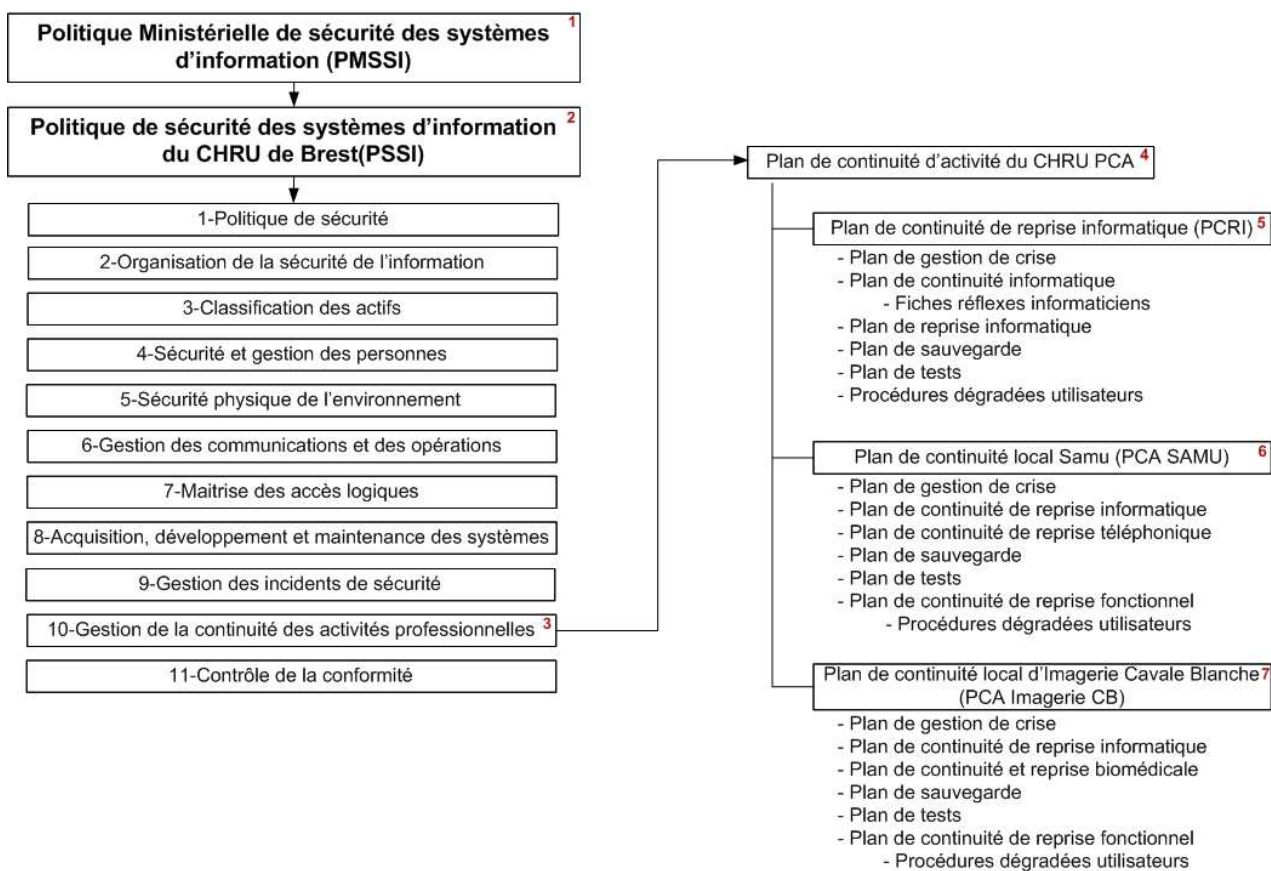 Politique Ministérielle de sécurité des systèmes 1
d'information (PMSSI)
Politique de sécurité des systèmes d'information 2
du CHRU de Brest(PSSI)
1-Politique de sécurité
2-Organisation de la sécurité de l'information
3-Classification des actifs
4-Sécurité et gestion des personnes
5-Sécurité physique de l'environnement
6-Gestion des communications et des opérations
7-Maitrise des accès logiques
8-Acquisition, développement et maintenance des systèmes
9-Gestion des incidents de sécurité
10-Gestion de la continuité des activités professionnelles 3
11-Contrôle de la conformité
Plan de continuité d'activité du CHRU PCA 4
Plan de continuité de reprise informatique (PCRI) 5
- Plan de gestion de crise
- Plan de continuité informatique
- Fiches réflexes informaticiens
- Plan de reprise informatique
- Plan de sauvegarde
- Plan de tests
- Procédures dégradées utilisateurs
Plan de continuité local Samu (PCA SAMU) 6
- Plan de gestion de crise
- Plan de continuité de reprise informatique
- Plan de continuité de reprise téléphonique
- Plan de sauvegarde
- Plan de tests
- Plan de continuité de reprise fonctionnel
- Procédures dégradées utilisateurs
Plan de continuité local d'Imagerie Cavale Blanche 7
(PCA Imagerie CB)
- Plan de gestion de crise
- Plan de continuité de reprise informatique
- Plan de continuité et reprise biomédicale
- Plan de sauvegarde
- Plan de tests
- Plan de continuité de reprise fonctionnel
- Procédures dégradées utilisateurs